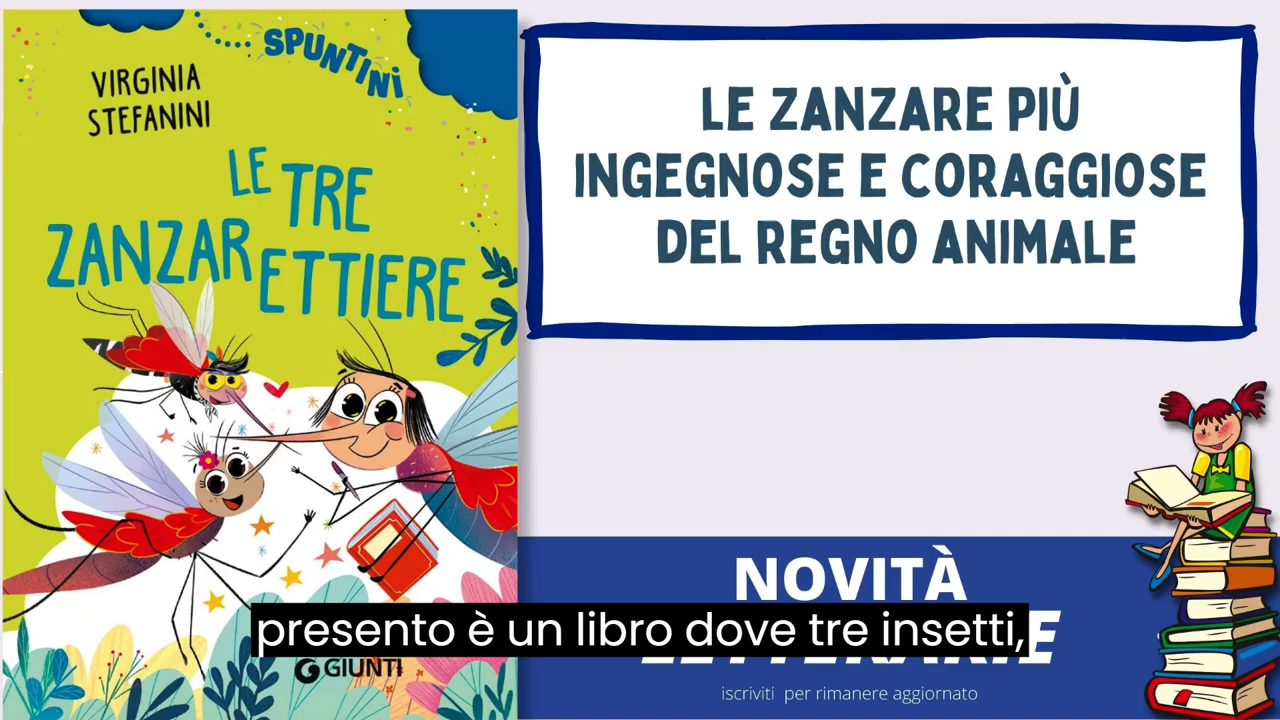 SPUNTINI
VIRGINIA
STEFANINI
LE TRE
ZANZARETTIERE
GIUNTI
LE ZANZARE PIÙ
INGEGNOSE E CORAGGIOSE
DEL REGNO ANIMALE
NOVITÀ
presento è un libro dove tre insetti,
iscriviti per rimanere aggiornato